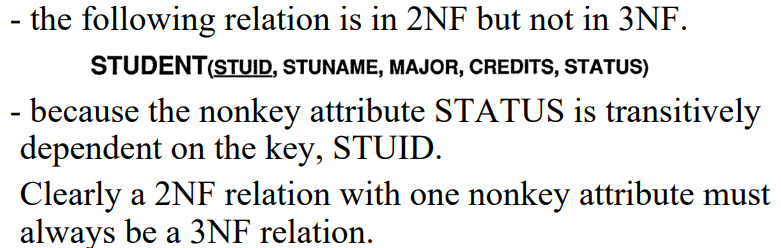 - the following relation is in 2NF but not in 3NF.
STUDENT(STUID, STUNAME, MAJOR, CREDITS, STATUS)
- because the nonkey attribute STATUS is transitively
dependent on the key, STUID.
Clearly a 2NF relation with one nonkey attribute must
always be a 3NF relation.